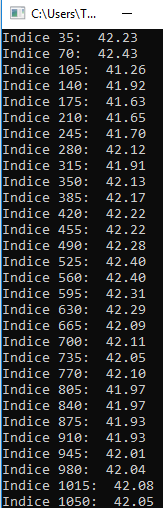 C:\Users\T...
Indice 35:  42.23
Indice 70:  42.43
Indice 105:  41.26
Indice 140:  41.92
Indice 175:  41.63
Indice 210:  41.65
Indice 245:  41.70
Indice 280:  42.12
Indice 315:  41.91
Indice 350:  42.13
Indice 385:  42.17
Indice 420:  42.22
Indice 455:  42.22
Indice 490:  42.28
Indice 525:  42.40
Indice 560:  42.40
Indice 595:  42.31
Indice 630:  42.29
Indice 665:  42.09
Indice 700:  42.11
Indice 735:  42.05
Indice 770:  42.10
Indice 805:  41.97
Indice 840:  41.97
Indice 875:  41.93
Indice 910:  41.93
Indice 945:  42.01
Indice 980:  42.04
Indice 1015:  42.08
Indice 1050:  42.05